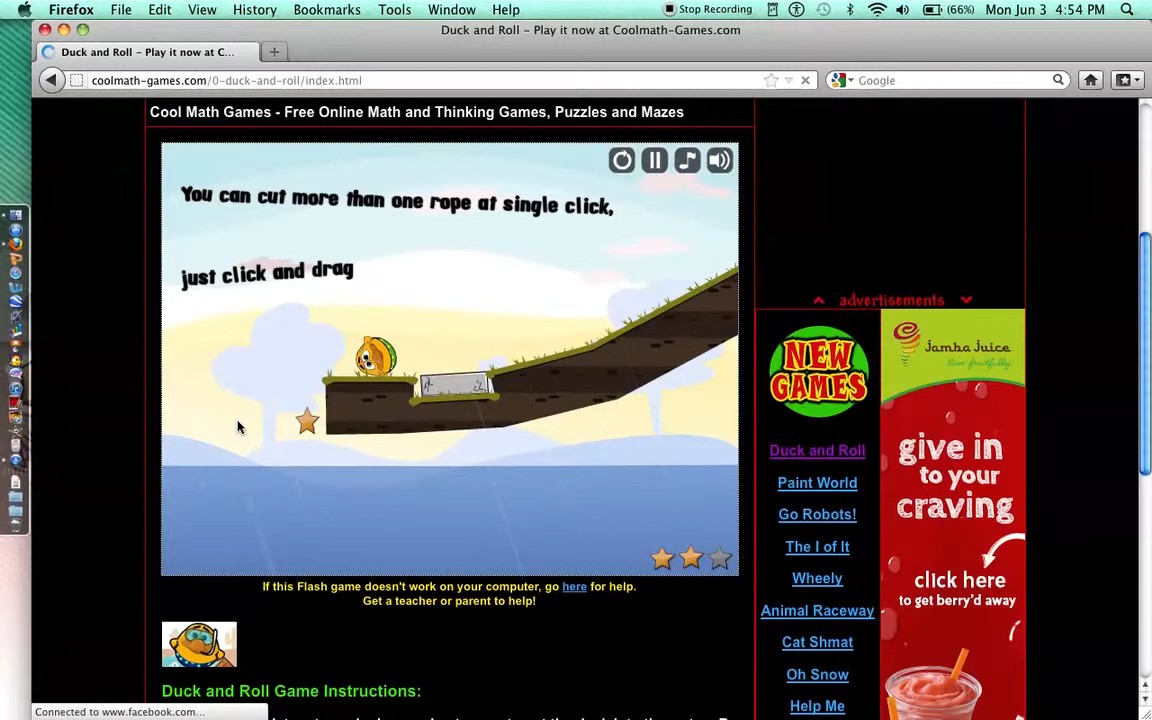 Firefox File Edit View History Bookmarks Tools Window Help Stop Recording (66%) Mon Jun 3 4:54 PM
Duck and Roll – Play it now at Coolmath-Games.com
Duck and Roll – Play it now at C...
coolmath-games.com/0-duck-and-roll/index.html
Google
Cool Math Games - Free Online Math and Thinking Games, Puzzles and Mazes
You can cut more than one rope at single click,
just click and drag
advertisements
NEW GAMES
Duck and Roll
Paint World
Go Robots!
The I of It
Wheely
Animal Raceway
Cat Shmat
Oh Snow
Help Me
Jamba Juice
live fruitfully
give in
to your
craving
click here
to get berry'd away
If this Flash game doesn't work on your computer, go here for help.
Get a teacher or parent to help!
Duck and Roll Game Instructions:
Connected to www.facebook.com...